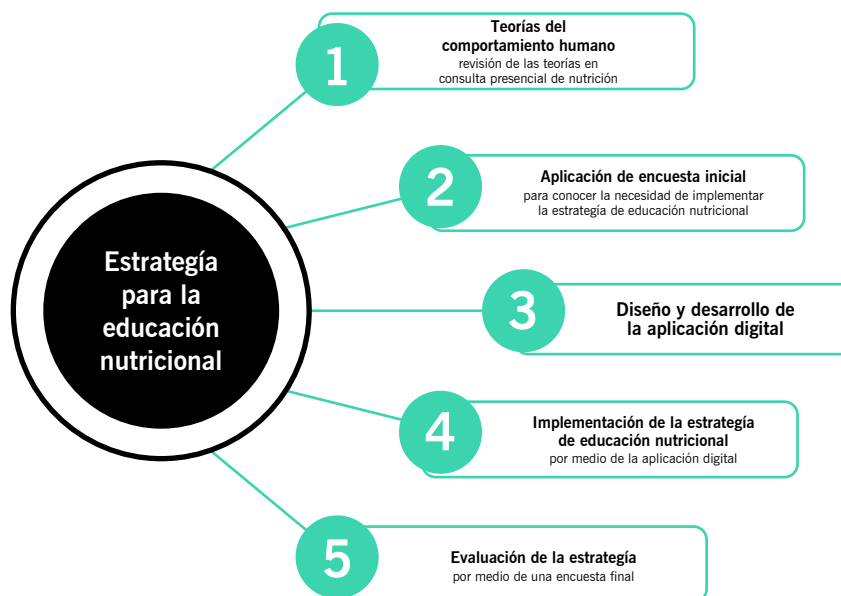 Estrategía
para la
educación
nutricional
1
Teorías del
comportamiento humano
revisión de las teorías en
consulta presencial de nutrición
2
Aplicación de encuesta inicial
para conocer la necesidad de implementar
la estrategía de educación nutricional
3
Diseño y desarrollo de
la aplicación digital
4
Implementación de la estrategía
de educación nutricional
por medio de la aplicación digital
5
Evaluación de la estrategía
por medio de una encuesta final